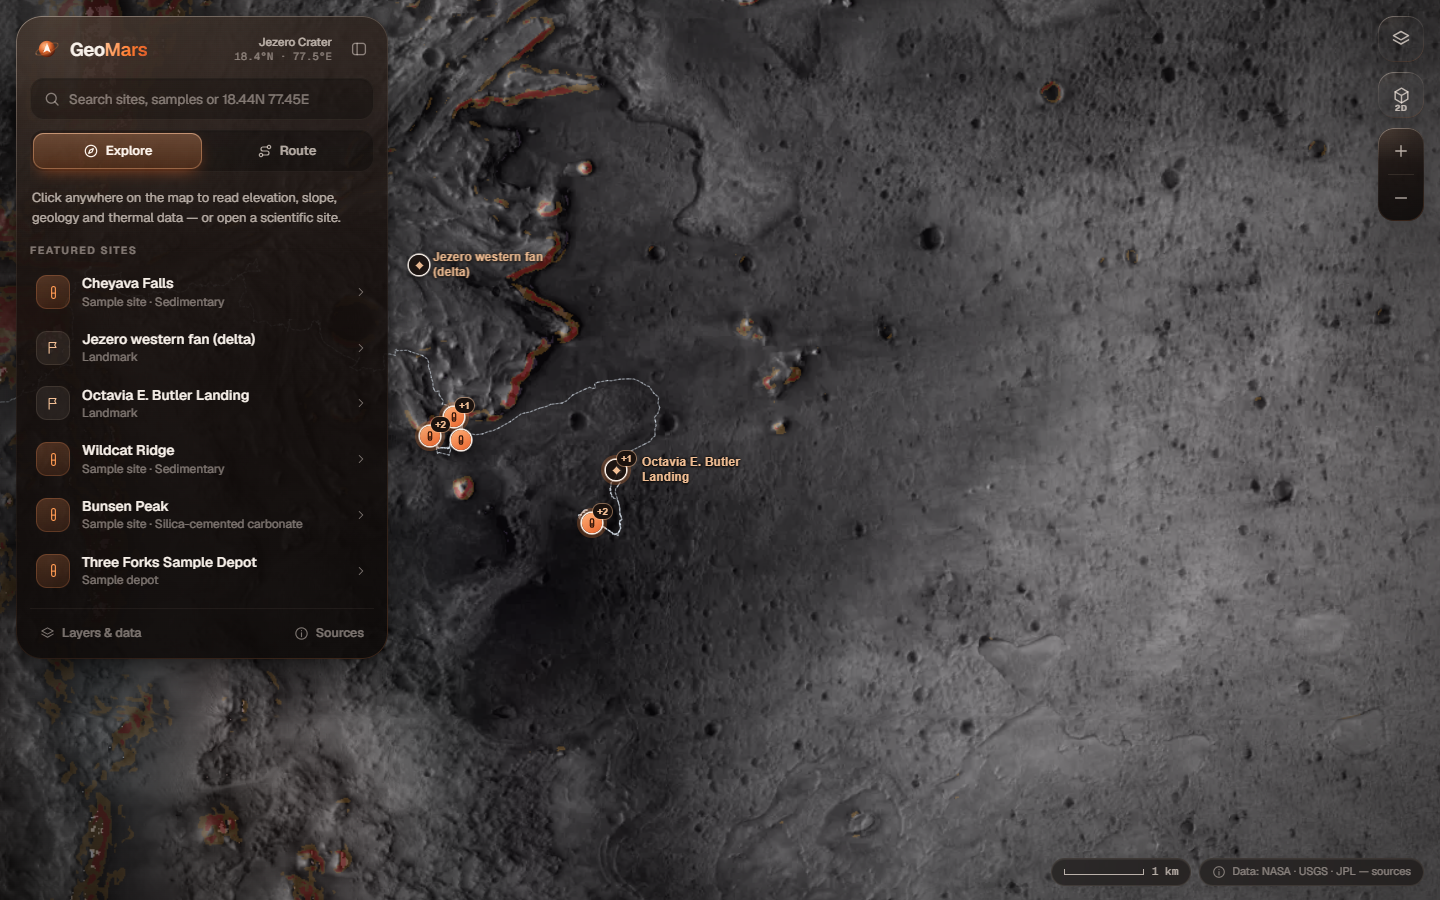 GeoMars
Jezero Crater
18.4°N · 77.5°E
Search sites, samples or 18.44N 77.45E
Explore
Route
Click anywhere on the map to read elevation, slope,
geology and thermal data — or open a scientific site.
FEATURED SITES
Cheyava Falls
Sample site · Sedimentary
Jezero western fan (delta)
Landmark
Octavia E. Butler Landing
Landmark
Wildcat Ridge
Sample site · Sedimentary
Bunsen Peak
Sample site · Silica-cemented carbonate
Three Forks Sample Depot
Sample depot
Layers & data
Sources
Jezero western fan
(delta)
+1
+2
+1
Octavia E. Butler
Landing
+2
2D
+
−
1 km
Data: NASA · USGS · JPL — sources